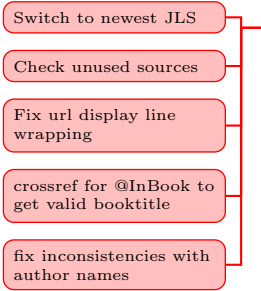 Switch to newest JLS
Check unused sources
Fix url display line
wrapping
crossref for @InBook to
get valid booktitle
fix inconsistencies with
author names